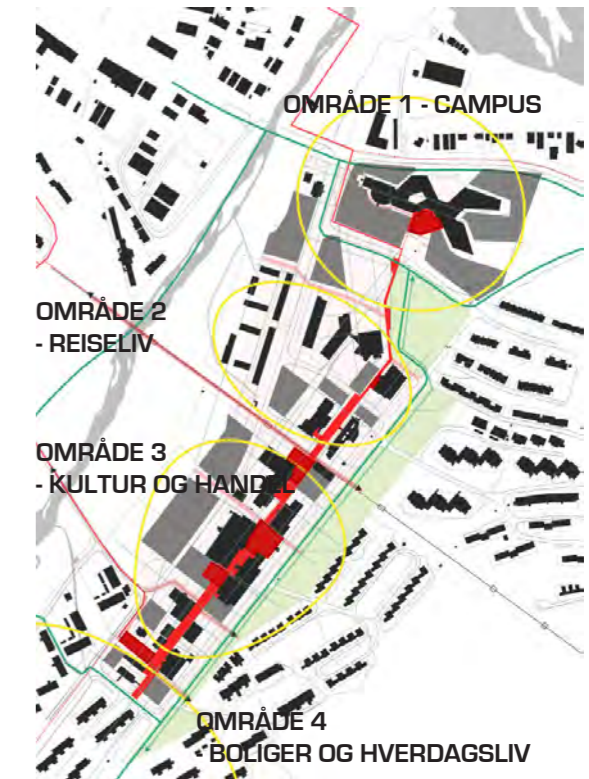 OMRÅDE 1 - CAMPUS
OMRÅDE 2
- REISELIV
OMRÅDE 3
- KULTUR OG HANDEL
OMRÅDE 4
BOLIGER OG HVERDAGSLIV